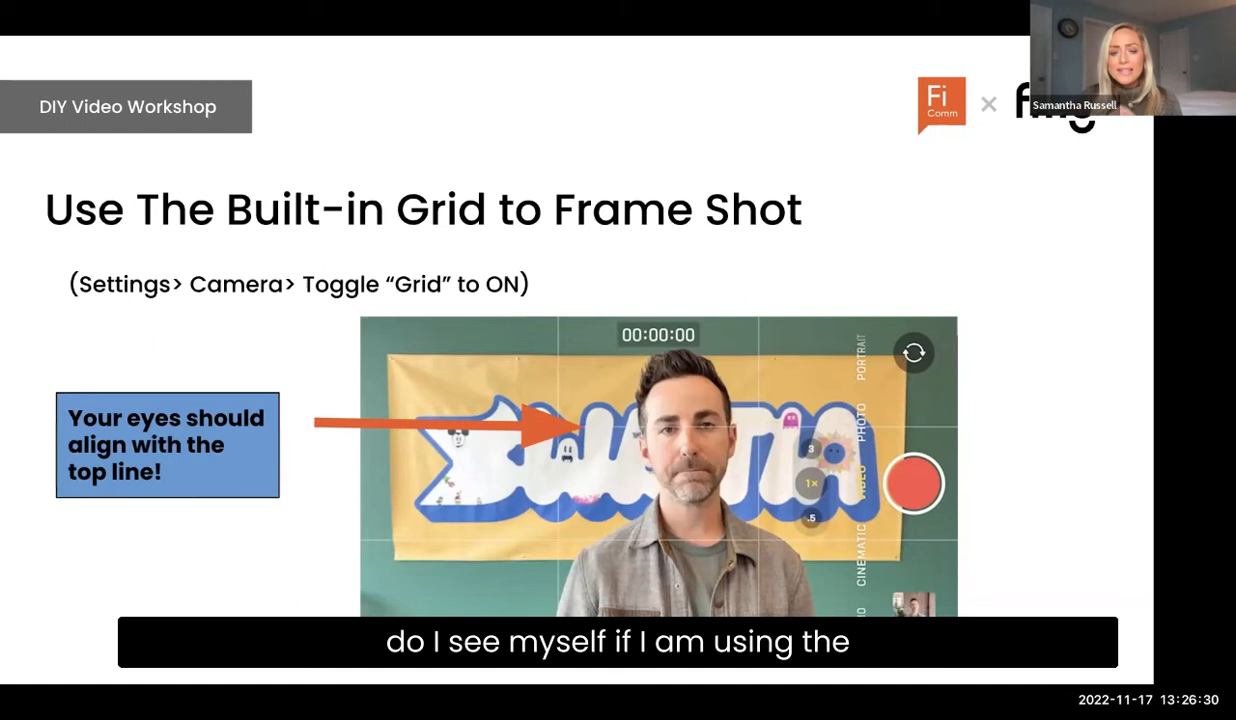 Samantha Russell
DIY Video Workshop
Fi
Comm
×
Use The Built-in Grid to Frame Shot
(Settings> Camera> Toggle “Grid” to ON)
00:00:00
PORTRAIT
PHOTO
VIDEO
CINEMATIC
3
1×
.5
Your eyes should
align with the
top line!
do I see myself if I am using the
2022-11-17 13:26:30